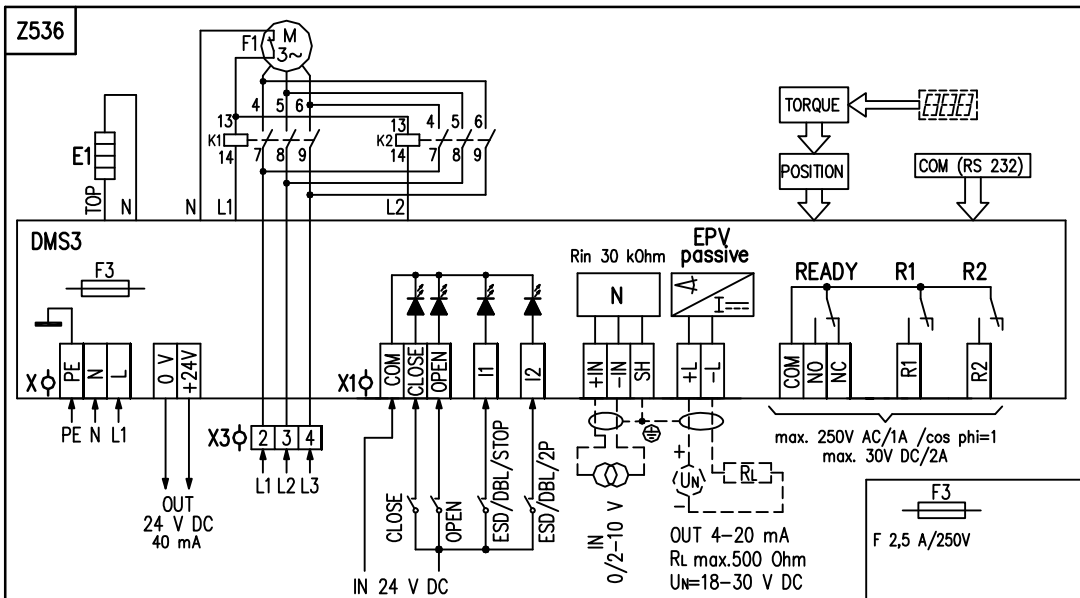 Z536
F1
M
3~
4 5 6
4 5 6
13
K1
14
7 8 9
13
K2
14
7 8 9
E1
TOP
N
N
L1
L2
TORQUE
POSITION
COM (RS 232)
DMS3
F3
Rin 30 kOhm
N
EPV
passive
I
READY
R1
R2
X
PE
N
L
0 V
+24V
X1
COM
CLOSE
OPEN
I1
I2
+IN
-IN
SH
+L
-L
COM
NO
NC
R1
R2
PE N L1
X3
2 3 4
L1 L2 L3
OUT
24 V DC
40 mA
CLOSE
OPEN
ESD/DBL/STOP
ESD/DBL/2P
IN 24 V DC
IN
0/2-10 V
+
UN
-
RL
OUT 4-20 mA
RL max.500 Ohm
UN=18-30 V DC
max. 250V AC/1A /cos phi=1
max. 30V DC/2A
F3
F 2,5 A/250V